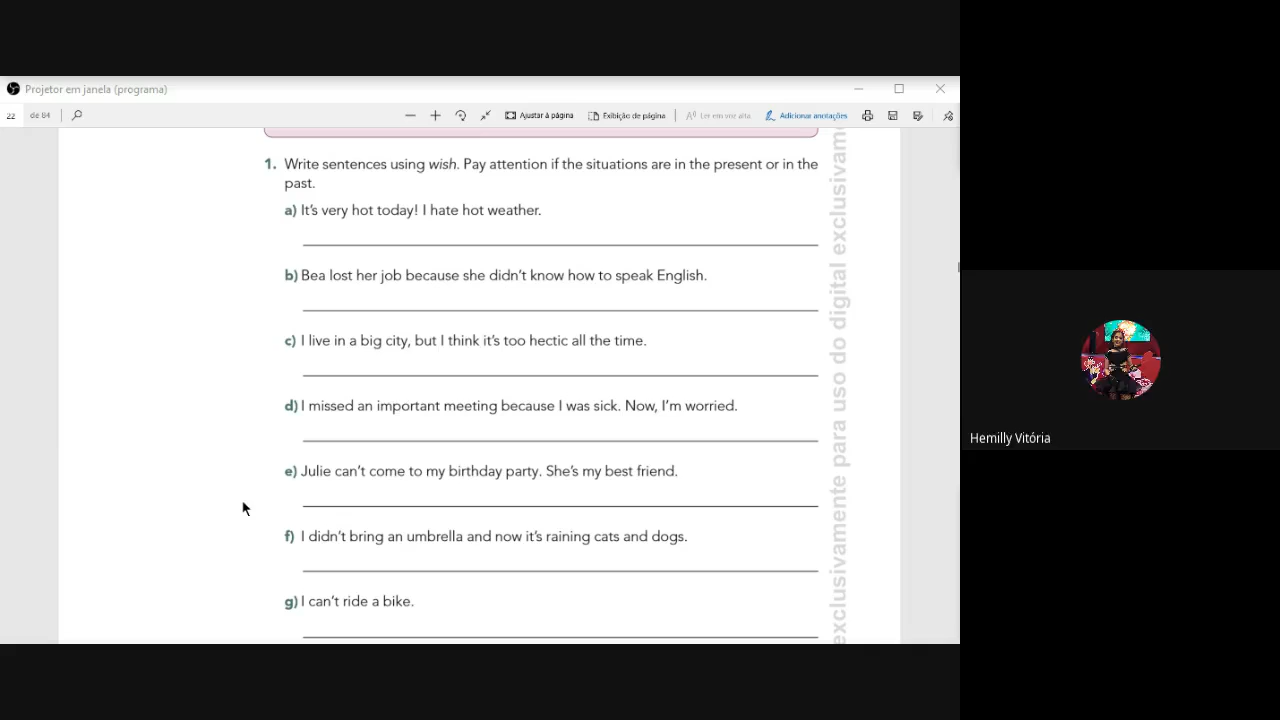 Projetor em janela (programa)
22 de 84 Ajustar à página Exibição de página Ler em voz alta Adicionar anotações
1. Write sentences using wish. Pay attention if the situations are in the present or in the
past.
a) It's very hot today! I hate hot weather.
b) Bea lost her job because she didn't know how to speak English.
c) I live in a big city, but I think it's too hectic all the time.
d) I missed an important meeting because I was sick. Now, I'm worried.
e) Julie can't come to my birthday party. She's my best friend.
f) I didn't bring an umbrella and now it's raining cats and dogs.
g) I can't ride a bike.
exclusivamente para uso do digital exclusivam
Hemilly Vitória